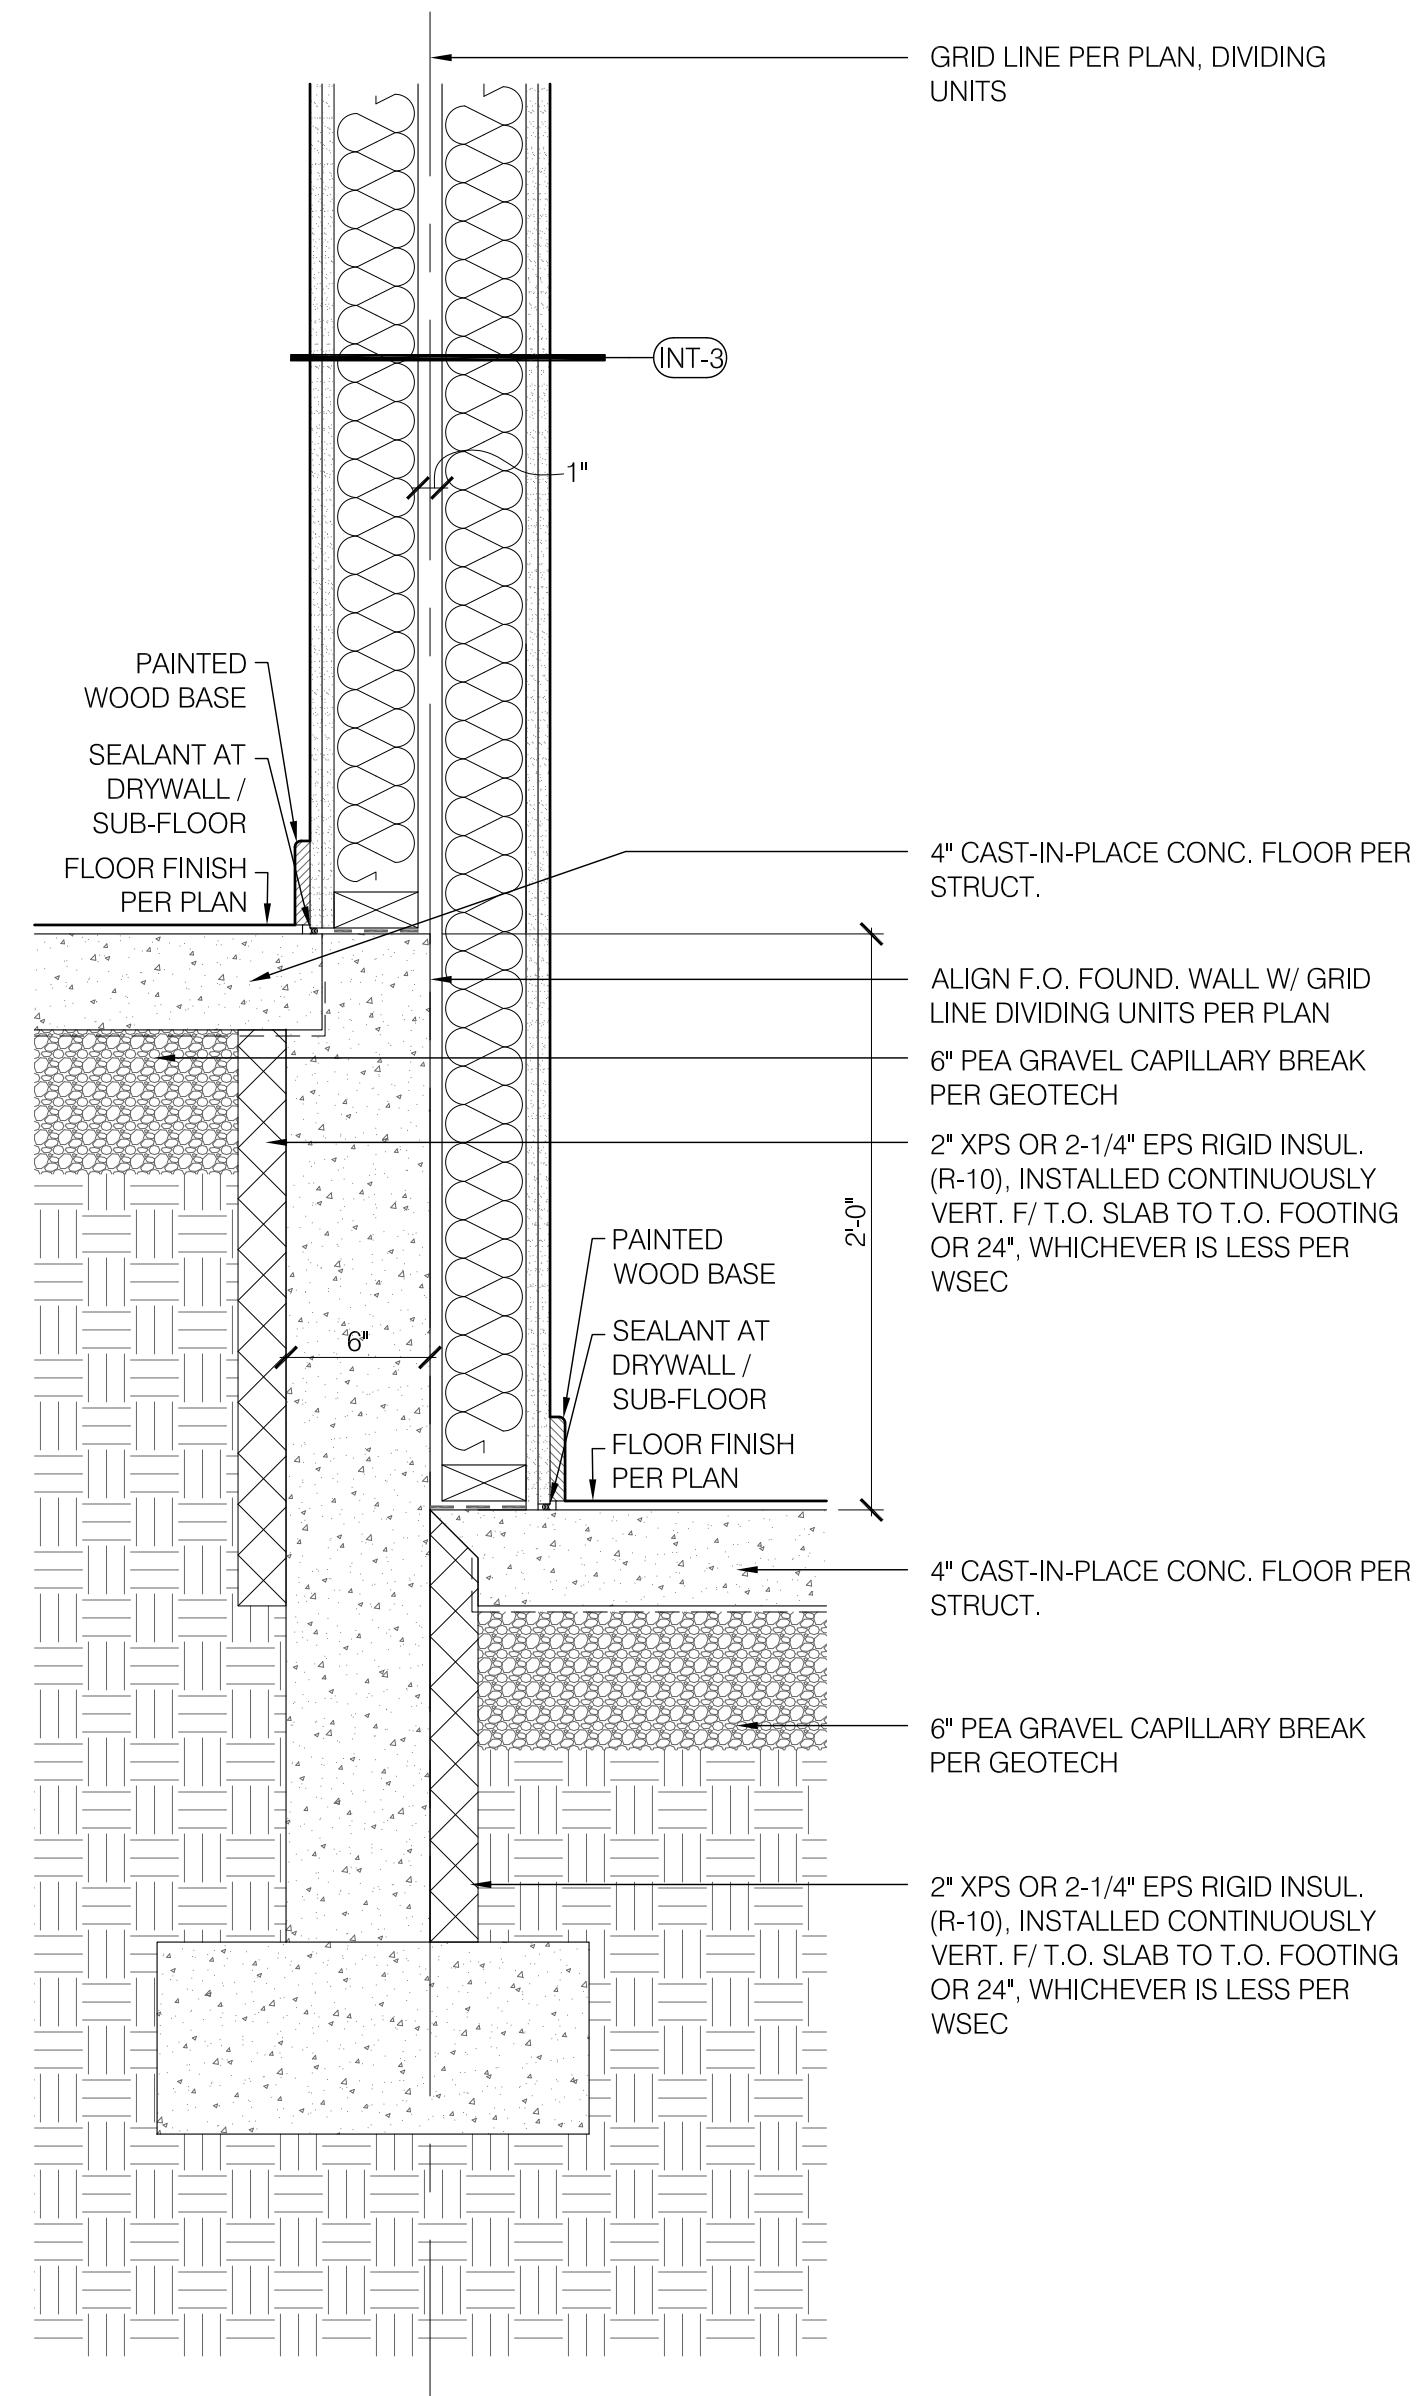 GRID LINE PER PLAN, DIVIDING
UNITS
INT-3
1"
PAINTED
WOOD BASE
SEALANT AT
DRYWALL /
SUB-FLOOR
FLOOR FINISH
PER PLAN
4" CAST-IN-PLACE CONC. FLOOR PER
STRUCT.
ALIGN F.O. FOUND. WALL W/ GRID
LINE DIVIDING UNITS PER PLAN
6" PEA GRAVEL CAPILLARY BREAK
PER GEOTECH
2" XPS OR 2-1/4" EPS RIGID INSUL.
(R-10), INSTALLED CONTINUOUSLY
VERT. F/ T.O. SLAB TO T.O. FOOTING
OR 24", WHICHEVER IS LESS PER
WSEC
2'-0"
PAINTED
WOOD BASE
SEALANT AT
DRYWALL /
SUB-FLOOR
FLOOR FINISH
PER PLAN
6"
4" CAST-IN-PLACE CONC. FLOOR PER
STRUCT.
6" PEA GRAVEL CAPILLARY BREAK
PER GEOTECH
2" XPS OR 2-1/4" EPS RIGID INSUL.
(R-10), INSTALLED CONTINUOUSLY
VERT. F/ T.O. SLAB TO T.O. FOOTING
OR 24", WHICHEVER IS LESS PER
WSEC